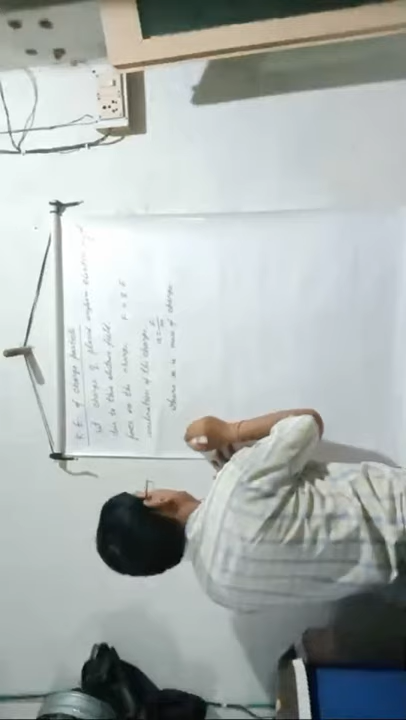 K.E. of charge particle
Let charge q placed uniform electric
due to this electric field
force on the charge F = q E
acceleration of the charge
a = F/m
where m is mass of charge